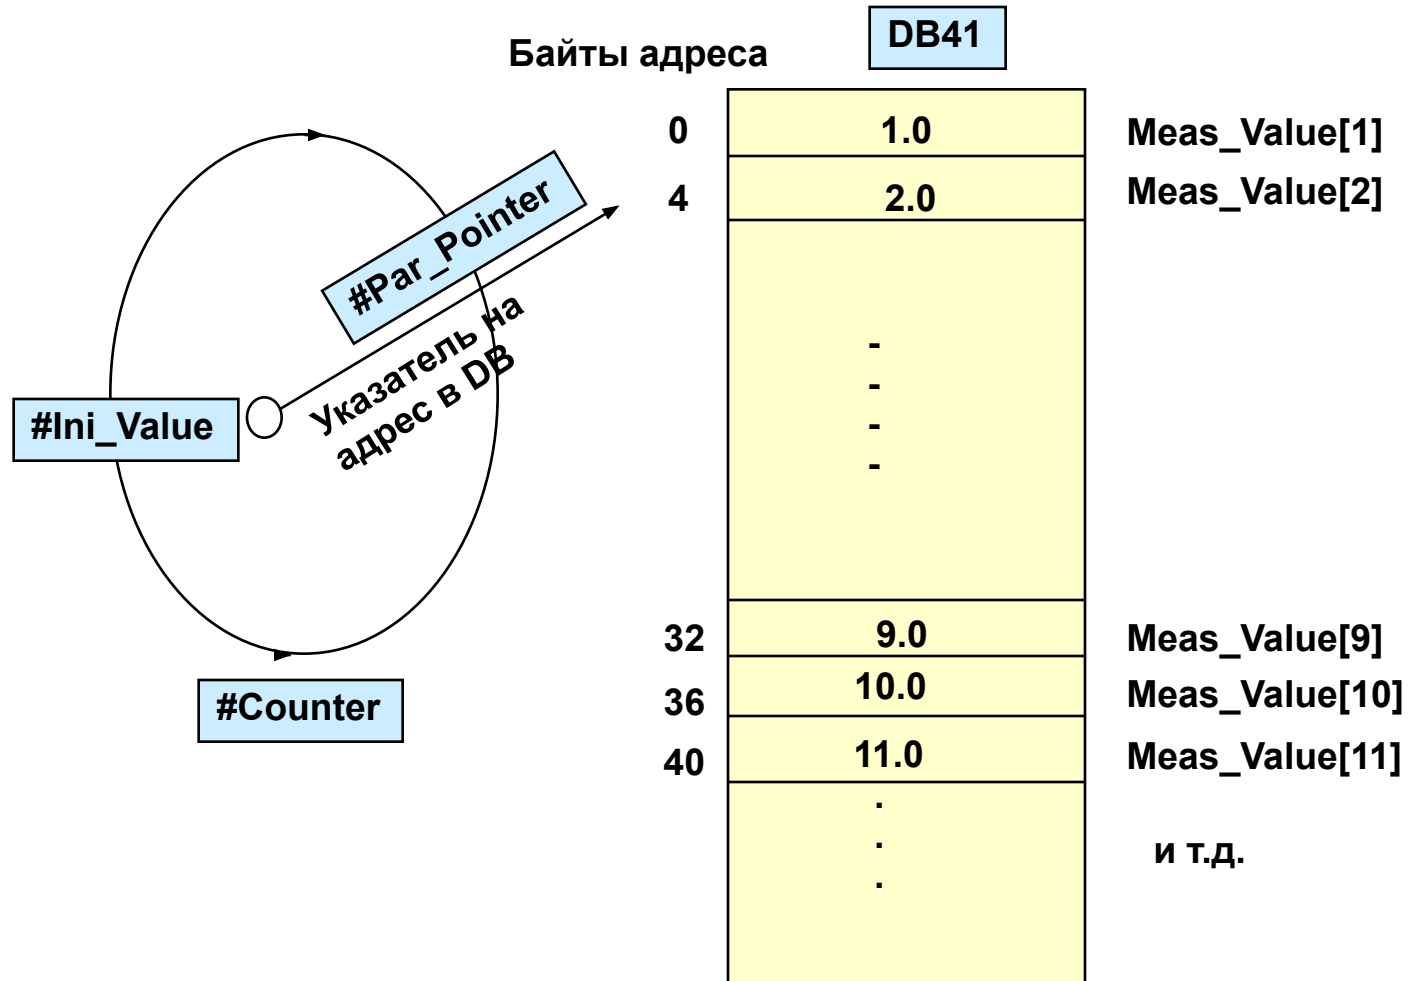 Байты адреса
DB41
0
1.0
Meas_Value[1]
4
2.0
Meas_Value[2]
#Par_Pointer
Указатель на
адрес в DB
#Ini_Value
-
-
-
-
32
9.0
Meas_Value[9]
36
10.0
Meas_Value[10]
#Counter
40
11.0
Meas_Value[11]
.
.
.
и т.д.